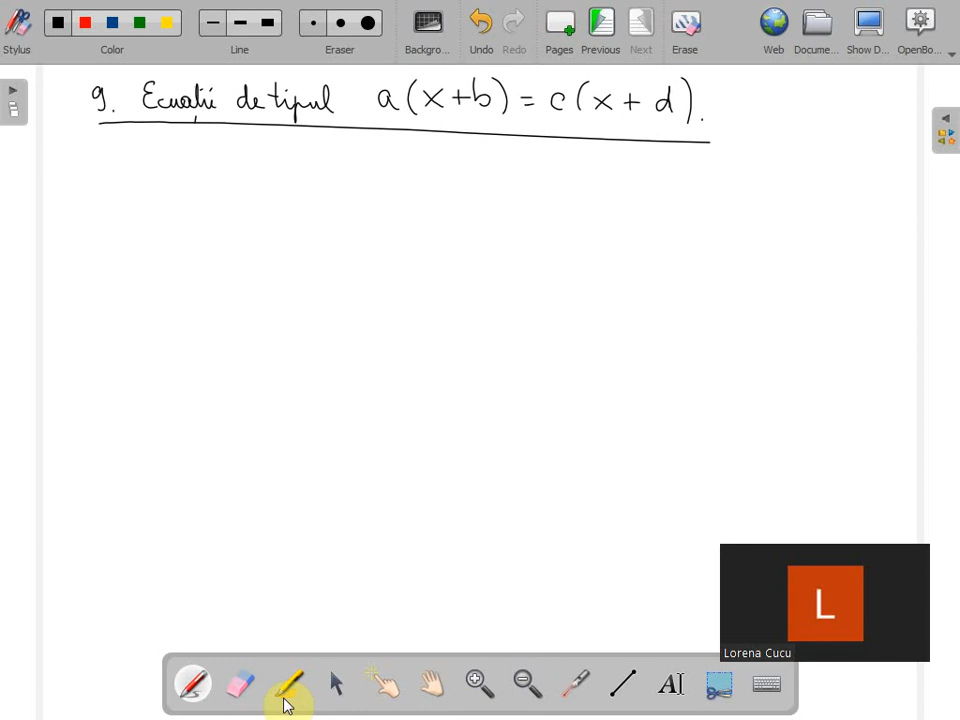 Stylus
Color
Line
Eraser
Backgro...
Undo
Redo
Pages
Previous
Next
Erase
Web
Docume...
Show D...
OpenBo...
9. Ecuații de tipul a(x+b) = c(x+d).
L
Lorena Cucu
A